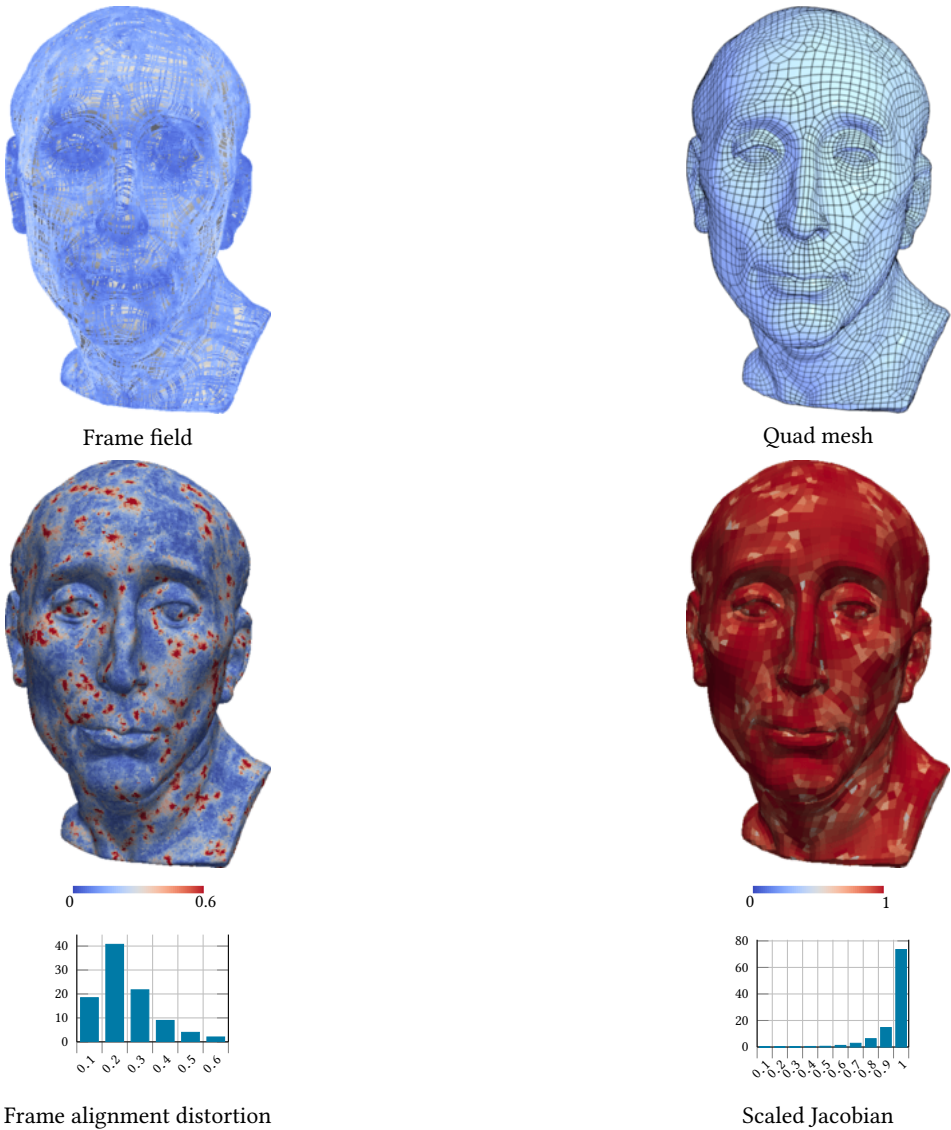 Frame field
Quad mesh
0 0.6
0 1
40
30
20
10
0
0.1 0.2 0.3 0.4 0.5 0.6
80
60
40
20
0
0.1 0.2 0.3 0.4 0.5 0.6 0.7 0.8 0.9 1
Frame alignment distortion
Scaled Jacobian